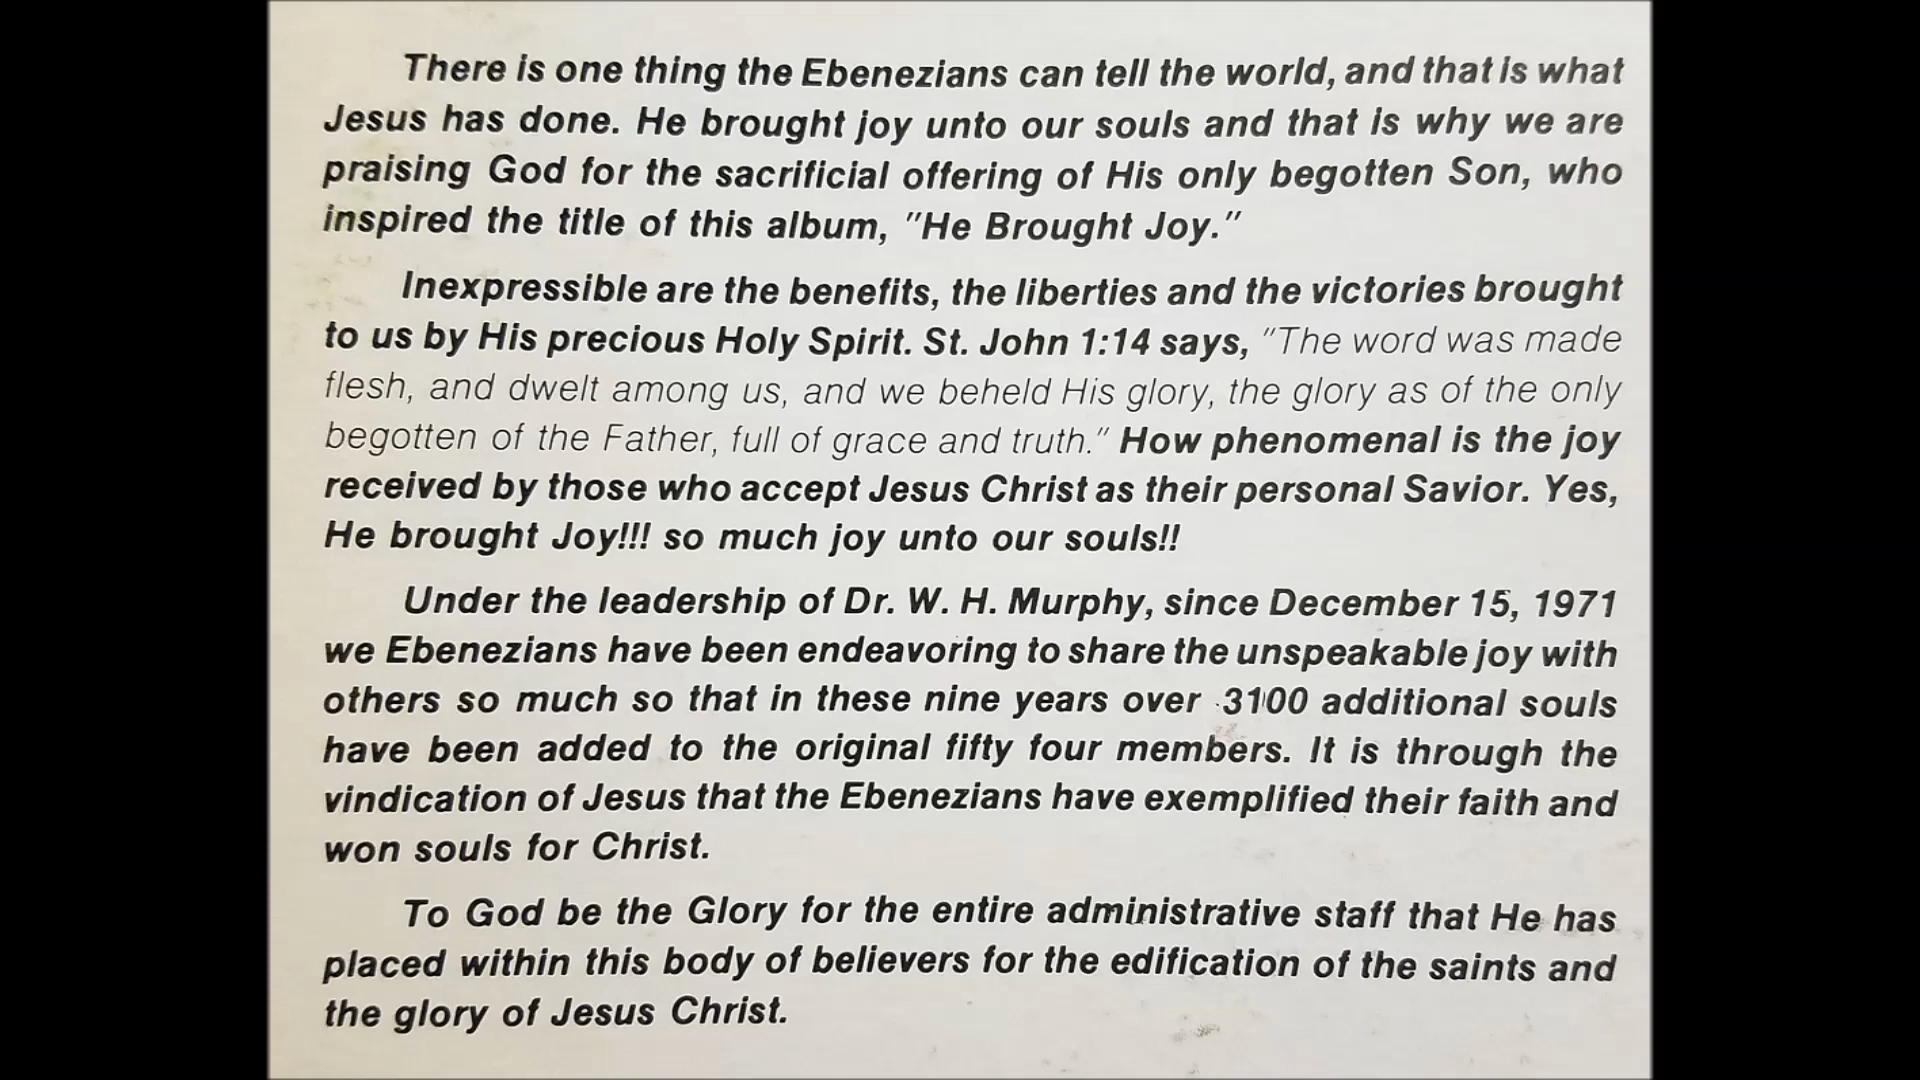 There is one thing the Ebenezians can tell the world, and that is what
Jesus has done. He brought joy unto our souls and that is why we are
praising God for the sacrificial offering of His only begotten Son, who
inspired the title of this album, "He Brought Joy."
Inexpressible are the benefits, the liberties and the victories brought
to us by His precious Holy Spirit. St. John 1:14 says, "The word was made
flesh, and dwelt among us, and we beheld His glory, the glory as of the only
begotten of the Father, full of grace and truth." How phenomenal is the joy
received by those who accept Jesus Christ as their personal Savior. Yes,
He brought Joy!!! so much joy unto our souls!!
Under the leadership of Dr. W. H. Murphy, since December 15, 1971
we Ebenezians have been endeavoring to share the unspeakable joy with
others so much so that in these nine years over 3100 additional souls
have been added to the original fifty four members. It is through the
vindication of Jesus that the Ebenezians have exemplified their faith and
won souls for Christ.
To God be the Glory for the entire administrative staff that He has
placed within this body of believers for the edification of the saints and
the glory of Jesus Christ.